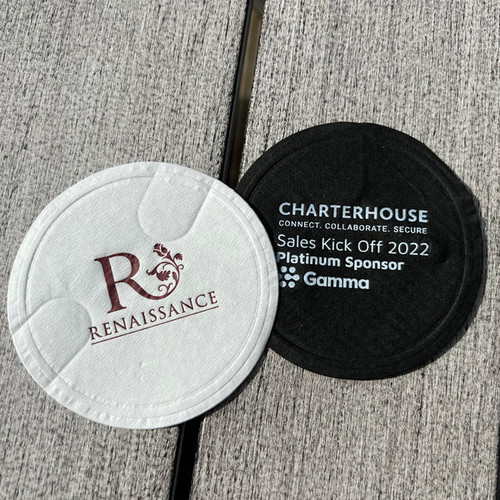 R
RENAISSANCE
CHARTERHOUSE
CONNECT. COLLABORATE. SECURE
Sales Kick Off 2022
Platinum Sponsor
Gamma